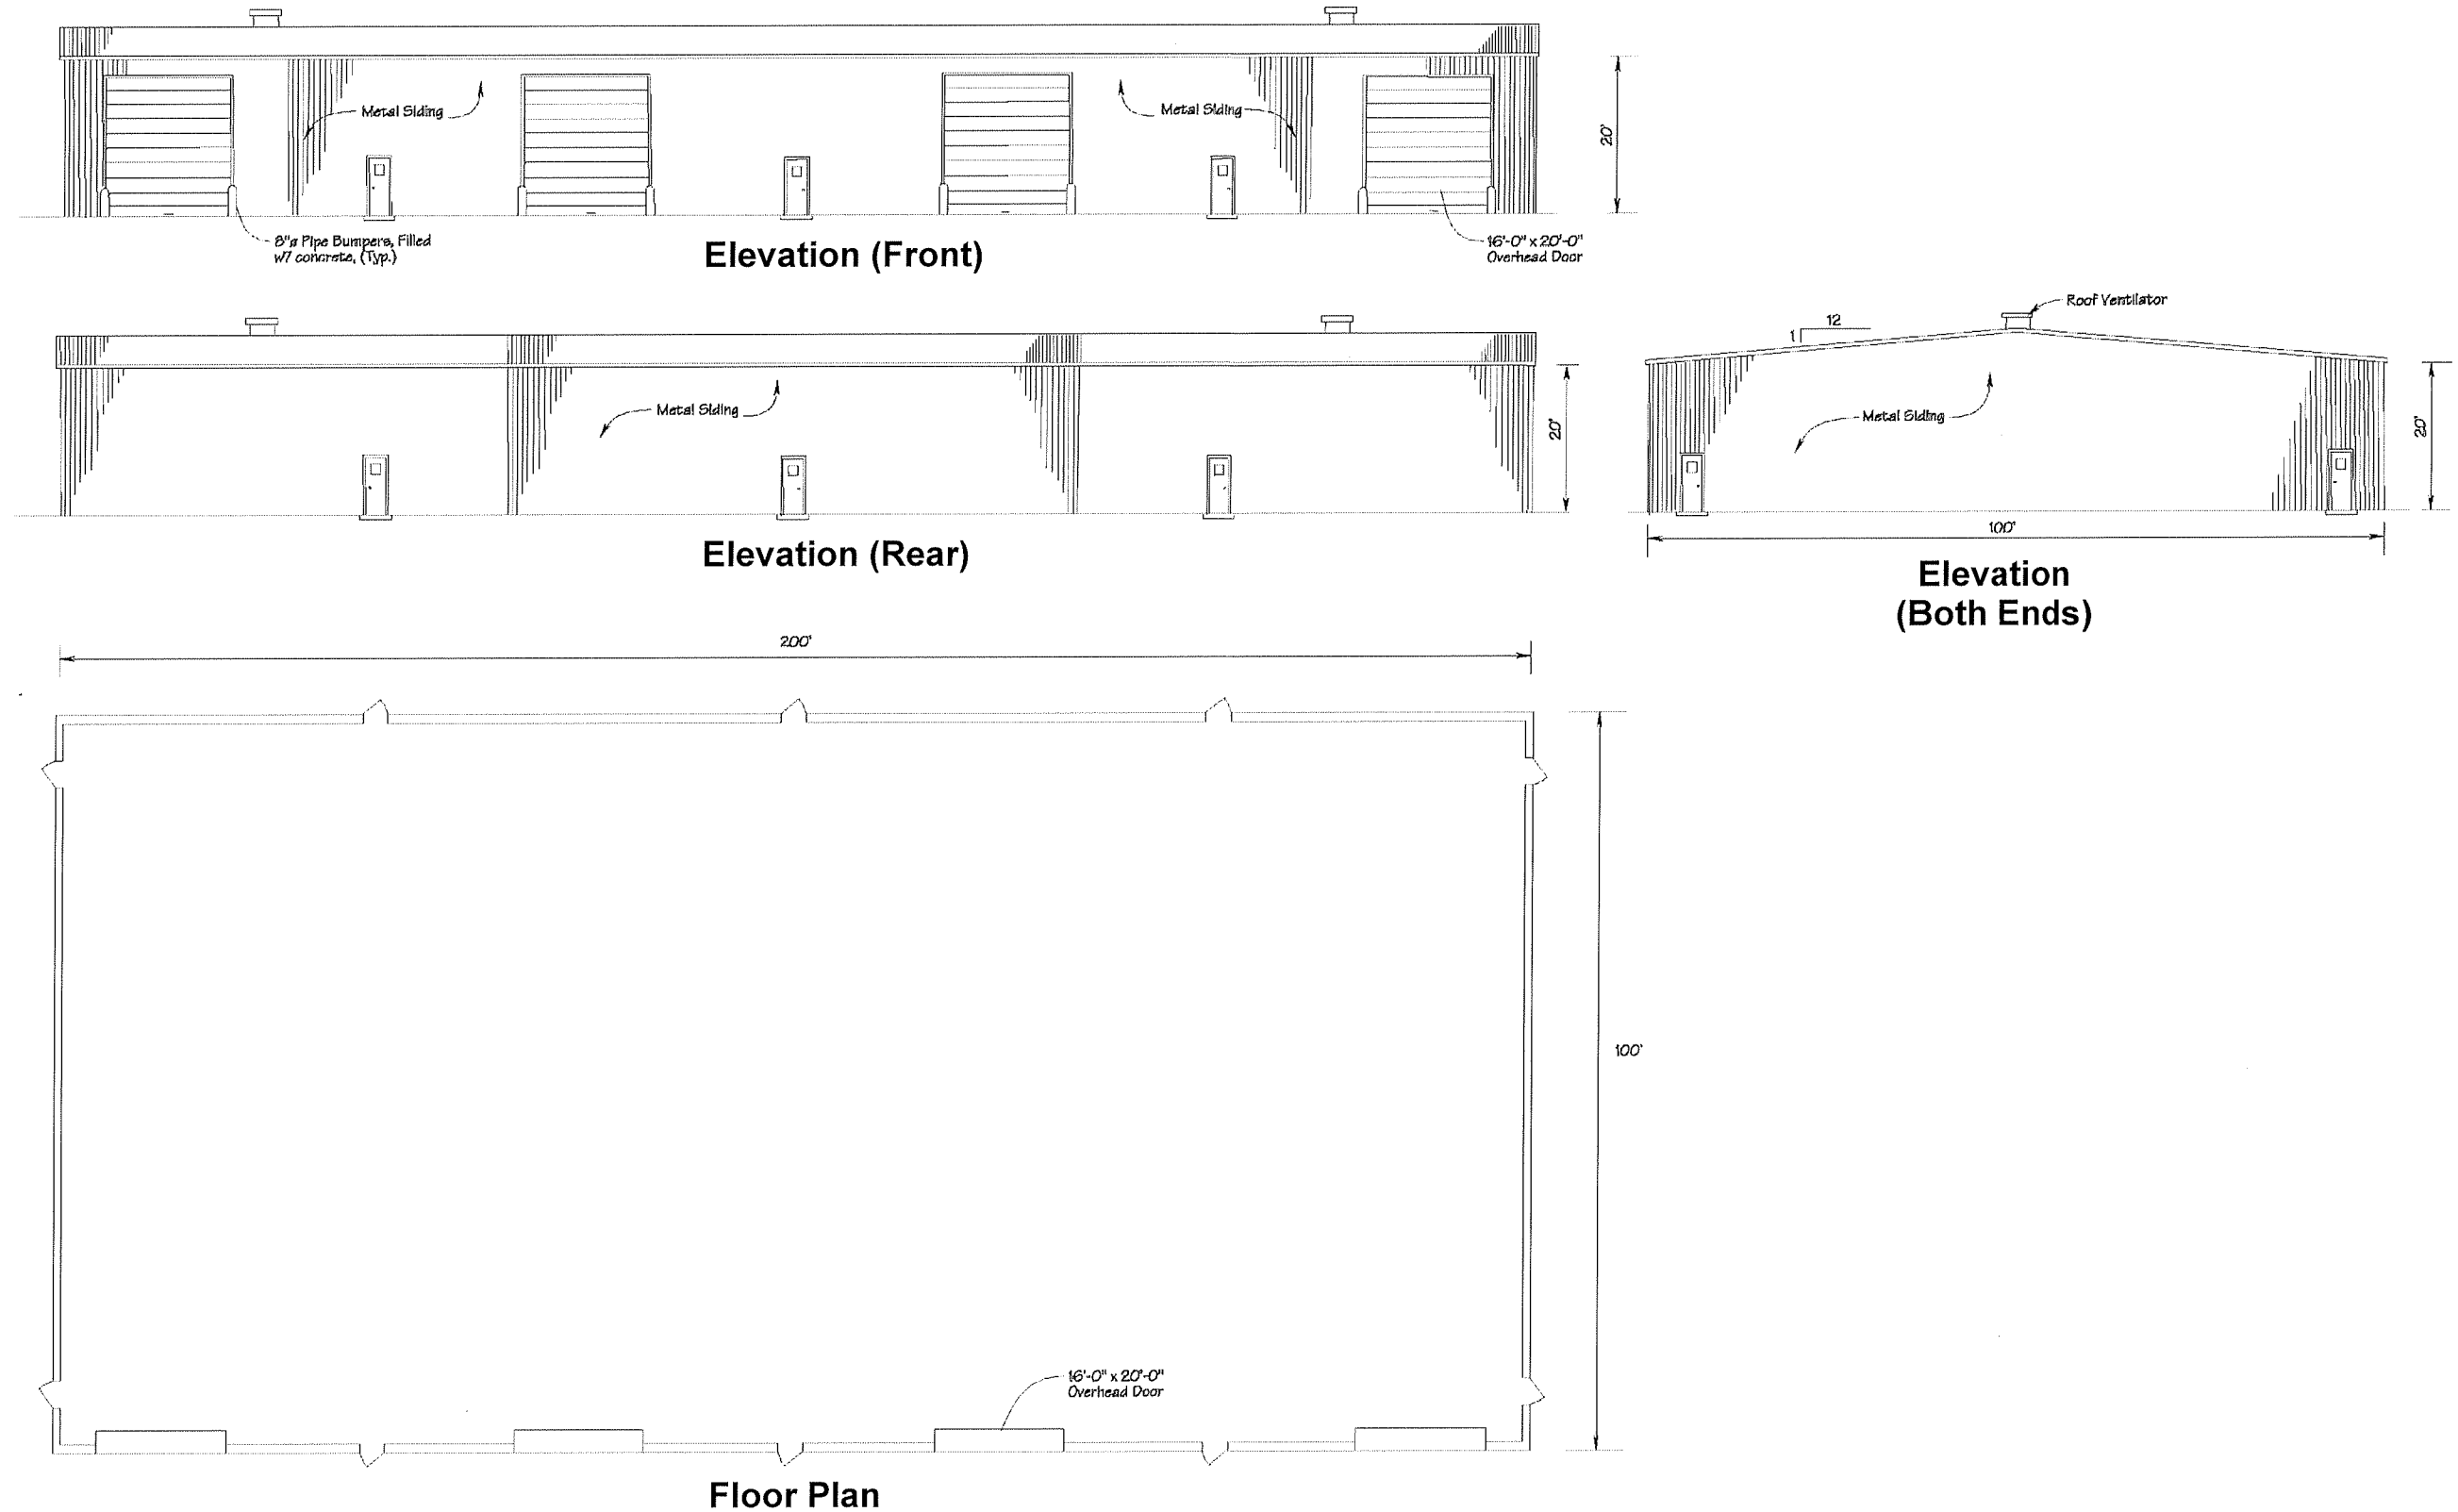 Metal Siding
Metal Siding
20'
8"ø Pipe Bumpers, Filled
w/ concrete, (Typ.)
Elevation (Front)
16'-0" x 20'-0"
Overhead Door
Roof Ventilator
12
1
Metal Siding
20'
Metal Siding
20'
100'
Elevation (Rear)
Elevation
(Both Ends)
200'
100'
16'-0" x 20'-0"
Overhead Door
Floor Plan